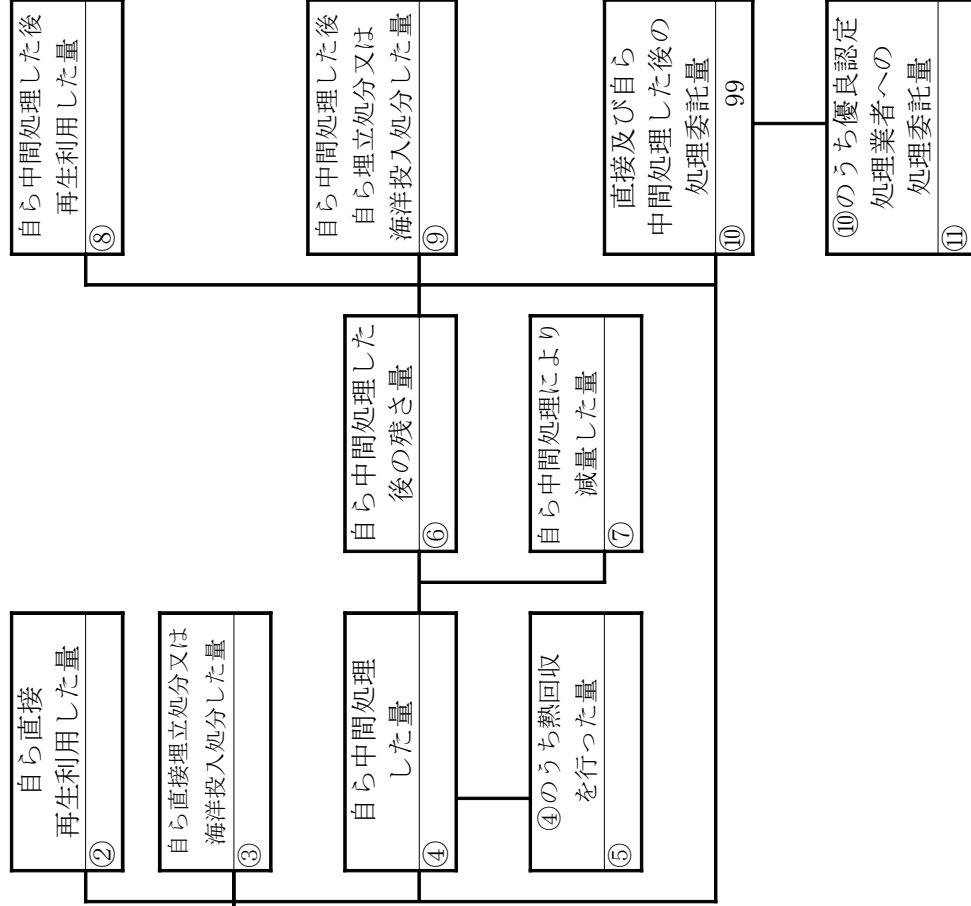 自ら直接
再生利用した量
②
自ら直接埋立処分又は
海洋投入処分した量
③
自ら中間処理
した量
④
④のうち熱回収
を行った量
⑤
自ら中間処理した
後の残さ量
⑥
自ら中間処理により
減量した量
⑦
自ら中間処理した後
再生利用した量
⑧
自ら中間処理した後
自ら埋立処分又は
海洋投入処分した量
⑨
直接及び自ら
中間処理した後の
処理委託量
⑩ 99
⑩のうち優良認定
処理業者への
処理委託量
⑪